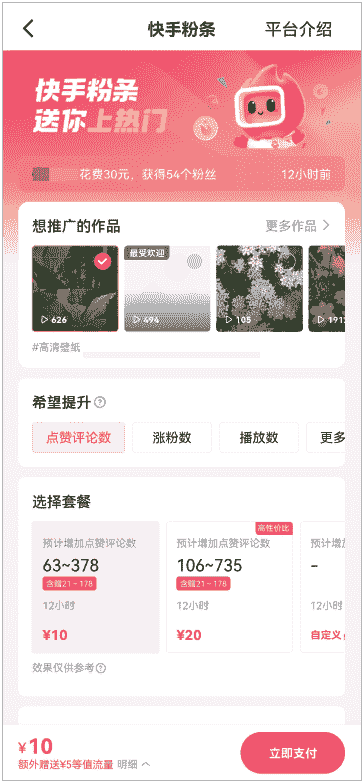 快手粉条
平台介绍
快手粉条
送你上热门
花费30元，获得54个粉丝
12小时前
想推广的作品
更多作品
最受欢迎
626
494
105
191
#高清壁纸
希望提升
点赞评论数
涨粉数
播放数
更多
选择套餐
高性价比
预计增加点赞评论数
63~378
含赠21~178
12小时
¥10
预计增加点赞评论数
106~735
含赠21~178
12小时
¥20
预计增加
-
12小时
自定义
效果仅供参考
¥10
额外赠送¥5等值流量 明细
立即支付